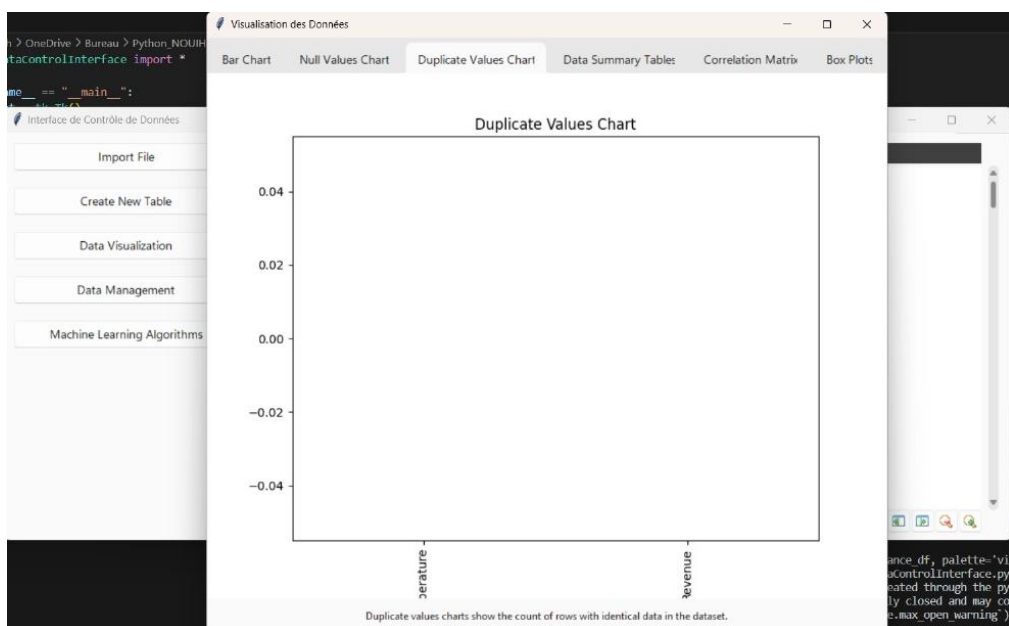 Visualisation des Données
> OneDrive > Bureau > Python_NOUIH
taControlInterface import *
Bar Chart
Null Values Chart
Duplicate Values Chart
Data Summary Tables
Correlation Matrix
Box Plots
me__ == "__main__":
Interface de Contrôle de Données
Import File
Create New Table
Data Visualization
Data Management
Machine Learning Algorithms
Duplicate Values Chart
0.04
0.02
0.00
−0.02
−0.04
perature
Revenue
Duplicate values charts show the count of rows with identical data in the dataset.
ance_df, palette='vi
aControlInterface.py
eated through the py
ly closed and may co
e.max_open_warning`)